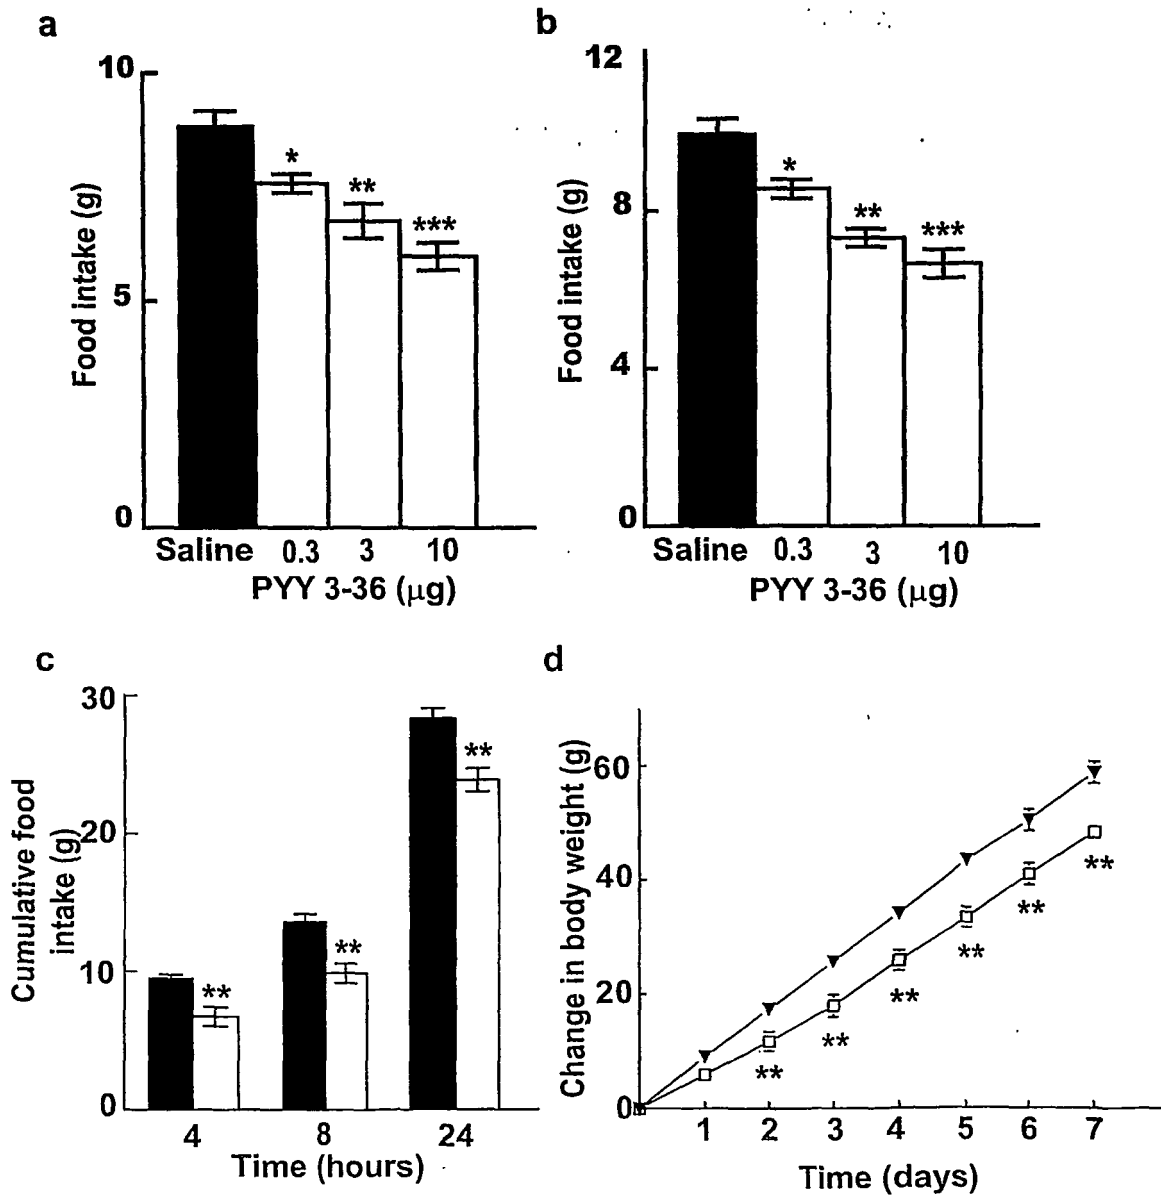 a
10
5
0
Food intake (g)
*
**
***
Saline 0.3 3 10
PYY 3-36 (μg)
b
12
8
4
0
Food intake (g)
*
**
***
Saline 0.3 3 10
PYY 3-36 (μg)
c
30
20
10
0
Cumulative food
intake (g)
**
**
**
4 8 24
Time (hours)
d
60
40
20
0
Change in body weight (g)
**
**
**
**
**
**
1 2 3 4 5 6 7
Time (days)